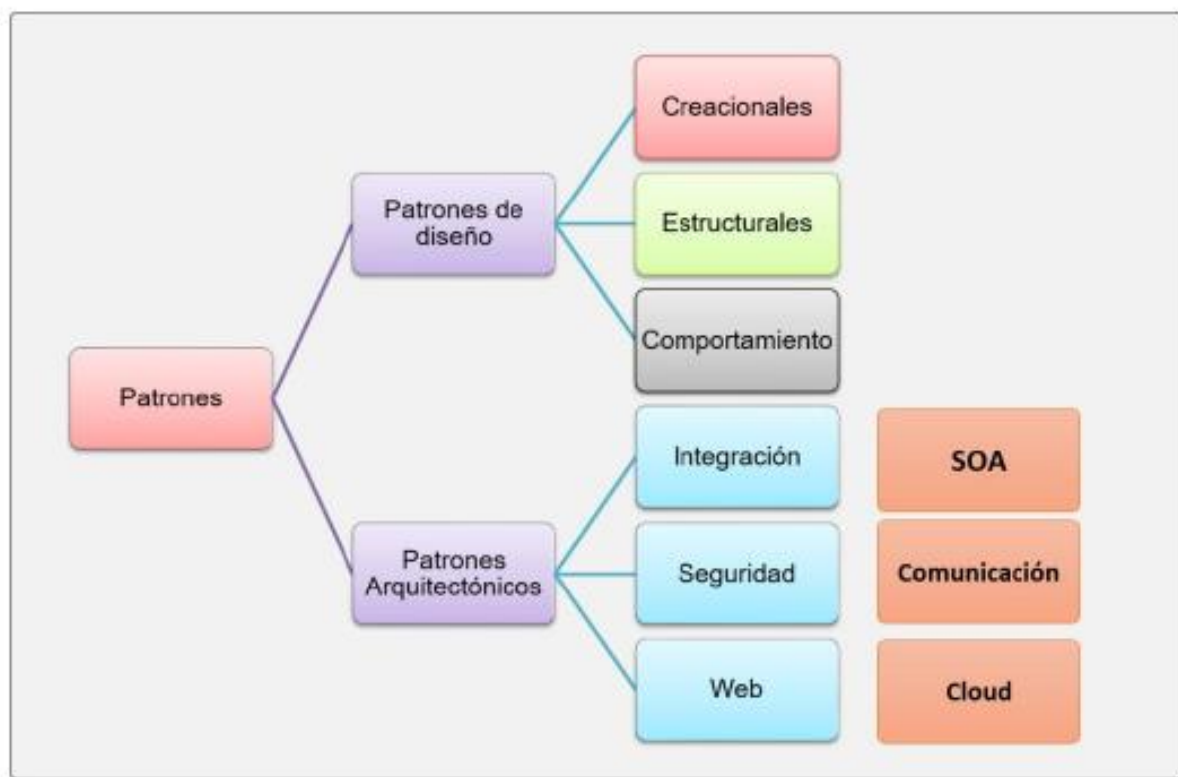 Creacionales
Patrones de
diseño
Estructurales
Comportamiento
Patrones
Integración
SOA
Patrones
Arquitectónicos
Seguridad
Comunicación
Web
Cloud